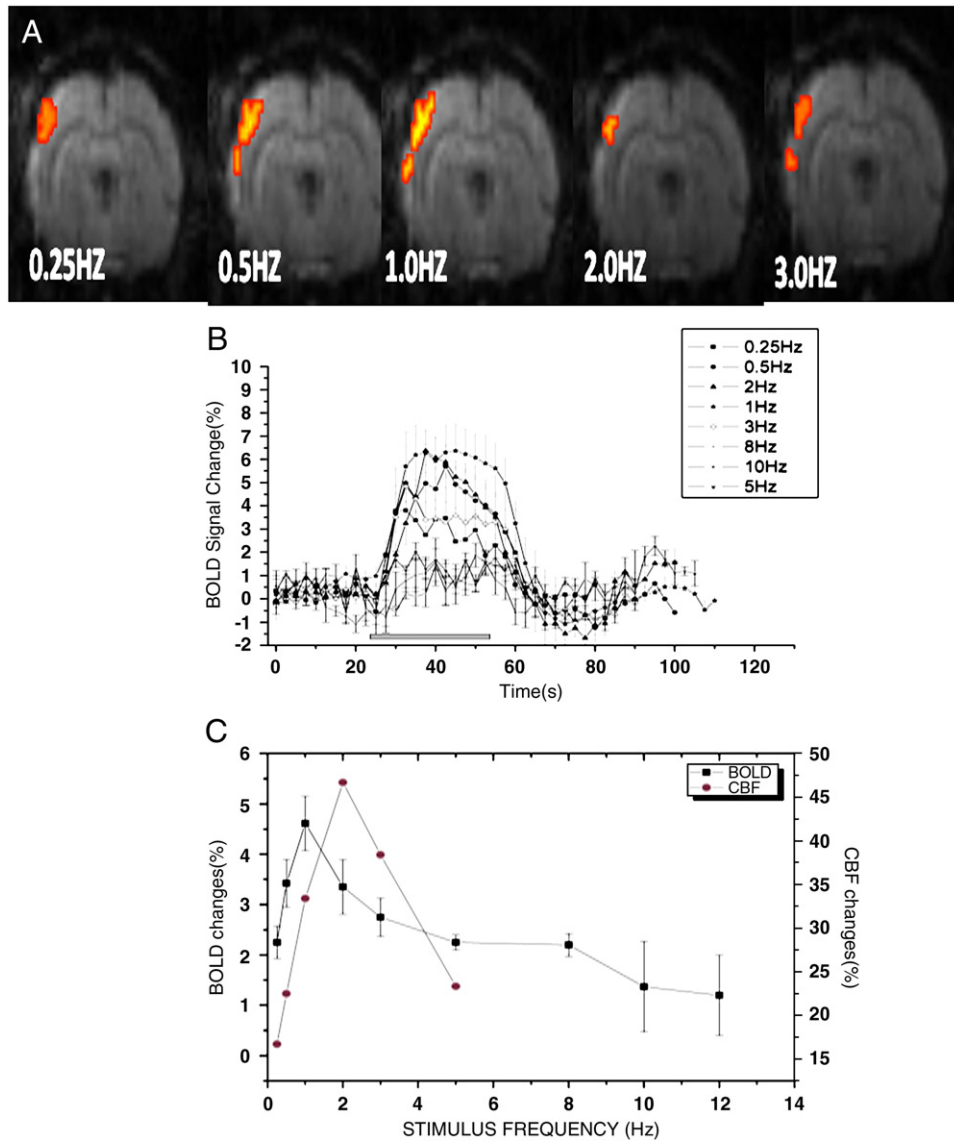 A
0.25HZ
0.5HZ
1.0HZ
2.0HZ
3.0HZ
B
0.25Hz
0.5Hz
2Hz
1Hz
3Hz
8Hz
10Hz
5Hz
10
9
8
7
6
5
4
3
2
1
0
-1
-2
BOLD Signal Change(%)
0 20 40 60 80 100 120
Time(s)
C
BOLD
CBF
6
5
4
3
2
1
0
BOLD changes(%)
50
45
40
35
30
25
20
15
CBF changes(%)
0 2 4 6 8 10 12 14
STIMULUS FREQUENCY (Hz)